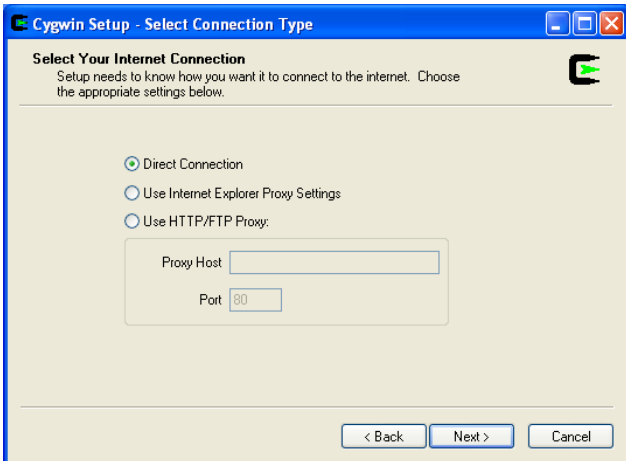 Cygwin Setup - Select Connection Type
Select Your Internet Connection
Setup needs to know how you want it to connect to the internet. Choose
the appropriate settings below.
Direct Connection
Use Internet Explorer Proxy Settings
Use HTTP/FTP Proxy:
Proxy Host
Port 80
< Back Next > Cancel